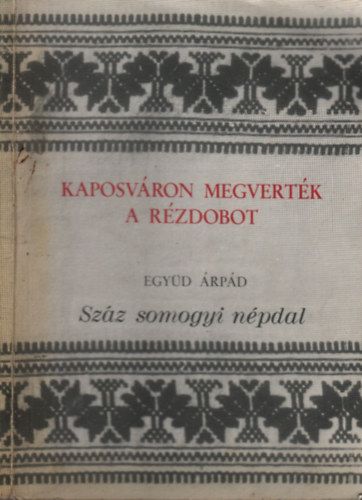 KAPOSVÁRON MEGVERTÉK
A RÉZDOBOT
EGYÜD ÁRPÁD
Száz somogyi népdal